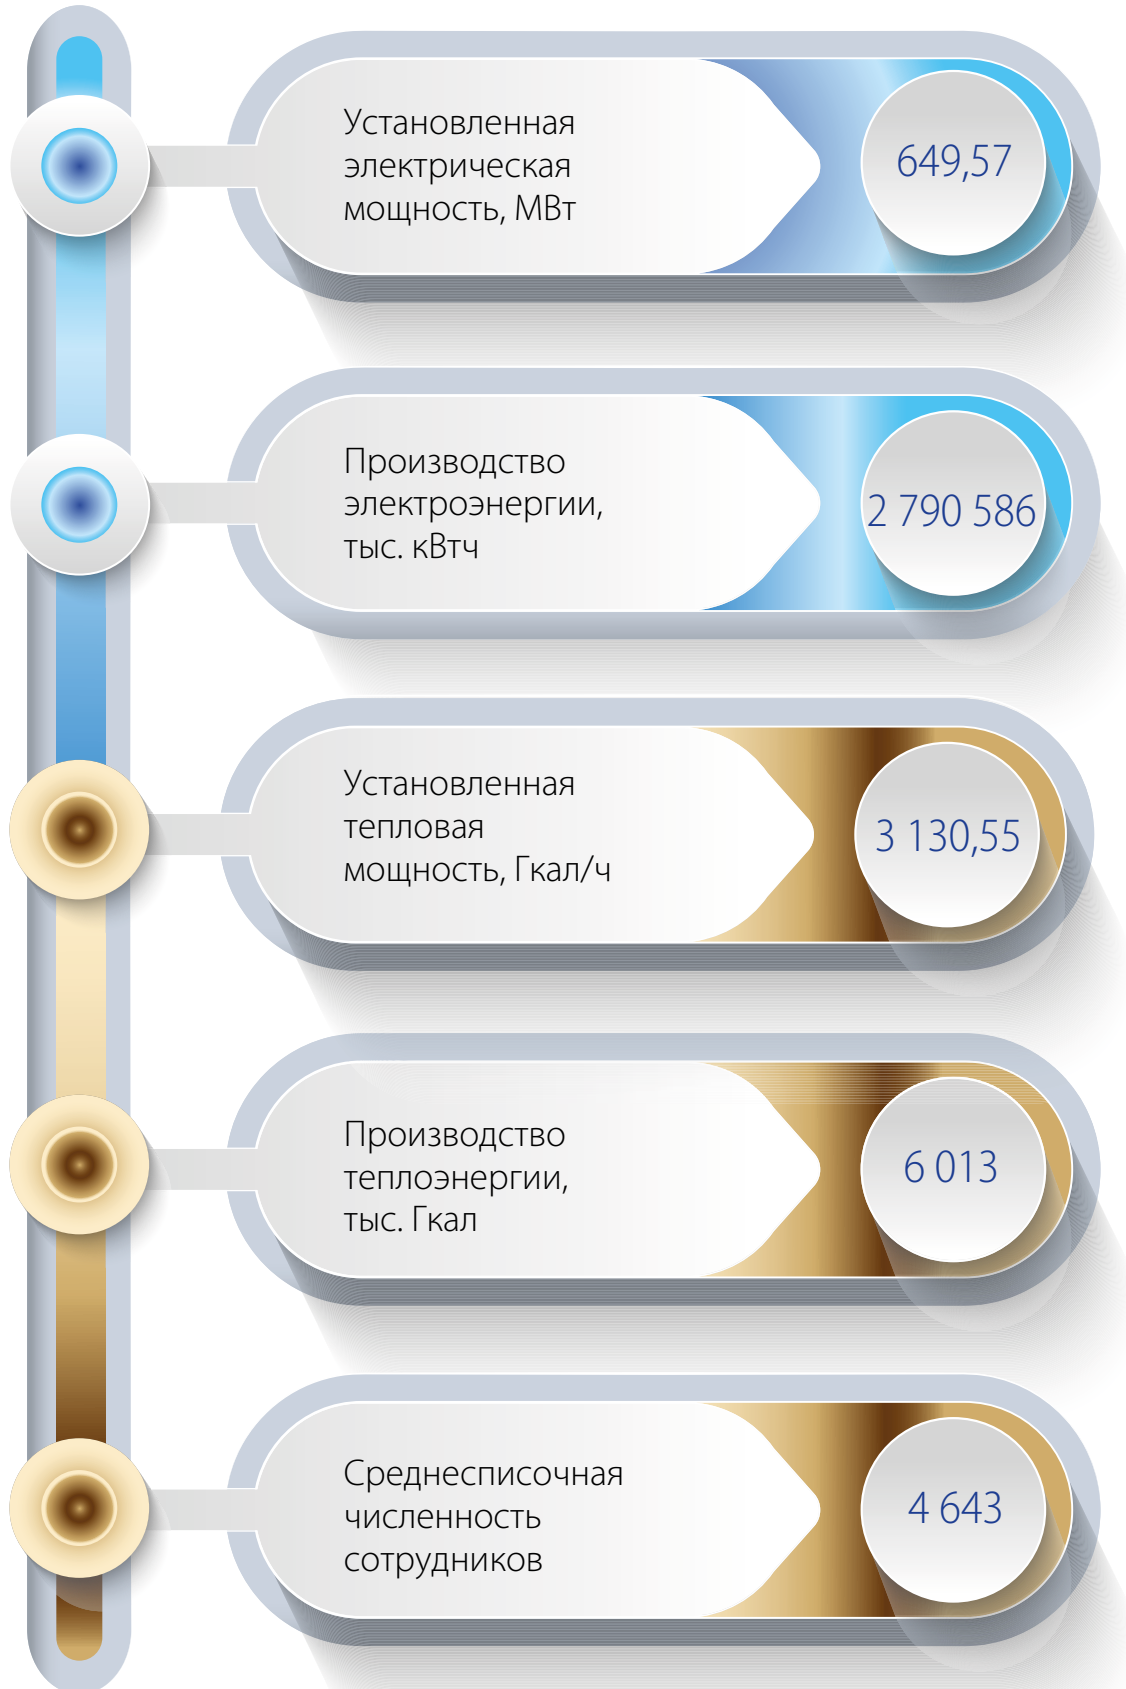 Установленная
электрическая
мощность, МВт
649,57
Производство
электроэнергии,
тыс. кВтч
2 790 586
Установленная
тепловая
мощность, Гкал/ч
3 130,55
Производство
теплоэнергии,
тыс. Гкал
6 013
Среднесписочная
численность
сотрудников
4 643